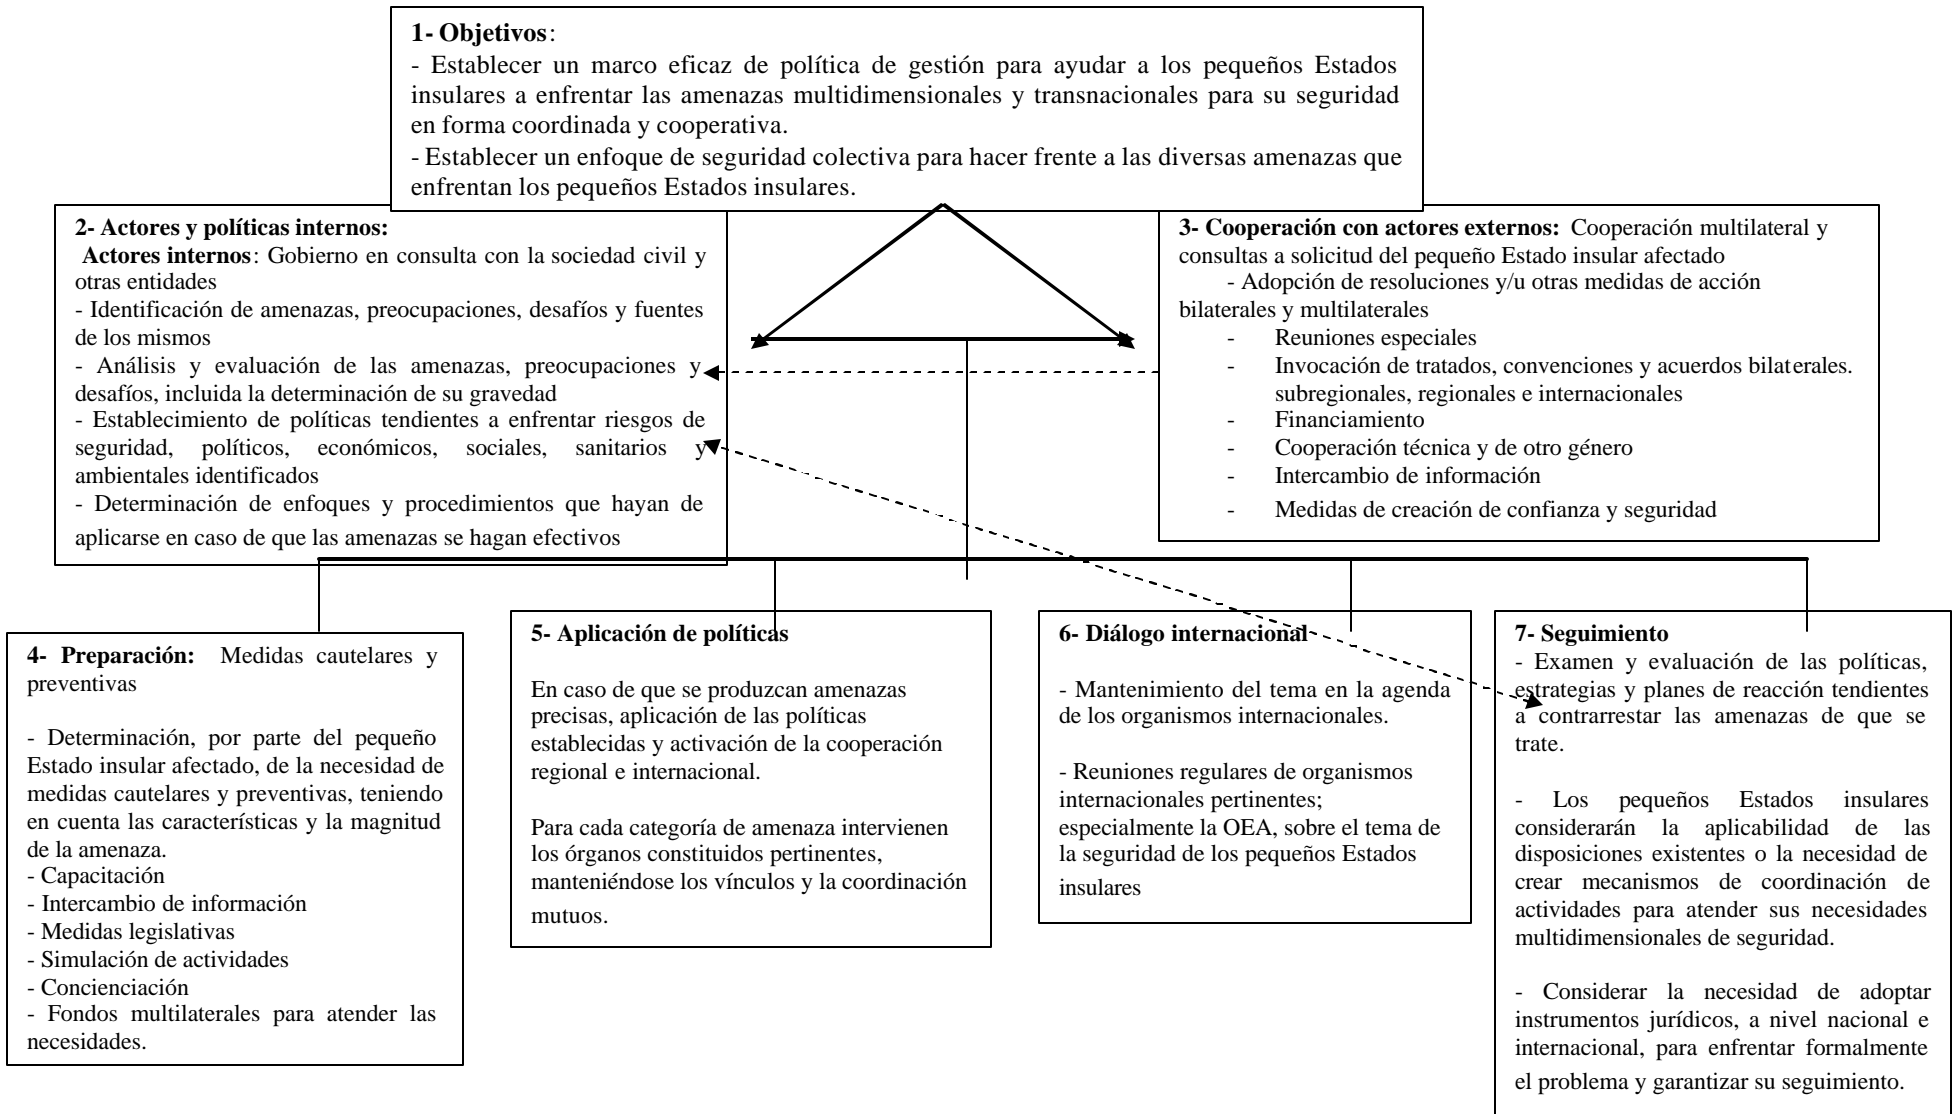 1- Objetivos:
- Establecer un marco eficaz de política de gestión para ayudar a los pequeños Estados
insulares a enfrentar las amenazas multidimensionales y transnacionales para su seguridad
en forma coordinada y cooperativa.
- Establecer un enfoque de seguridad colectiva para hacer frente a las diversas amenazas que
enfrentan los pequeños Estados insulares.
2- Actores y políticas internos:
Actores internos: Gobierno en consulta con la sociedad civil y
otras entidades
- Identificación de amenazas, preocupaciones, desafíos y fuentes
de los mismos
- Análisis y evaluación de las amenazas, preocupaciones y
desafíos, incluida la determinación de su gravedad
- Establecimiento de políticas tendientes a enfrentar riesgos de
seguridad, políticos, económicos, sociales, sanitarios y
ambientales identificados
- Determinación de enfoques y procedimientos que hayan de
aplicarse en caso de que las amenazas se hagan efectivos
3- Cooperación con actores externos: Cooperación multilateral y
consultas a solicitud del pequeño Estado insular afectado
- Adopción de resoluciones y/u otras medidas de acción
bilaterales y multilaterales
- Reuniones especiales
- Invocación de tratados, convenciones y acuerdos bilaterales.
subregionales, regionales e internacionales
- Financiamiento
- Cooperación técnica y de otro género
- Intercambio de información
- Medidas de creación de confianza y seguridad
4- Preparación: Medidas cautelares y
preventivas
- Determinación, por parte del pequeño
Estado insular afectado, de la necesidad de
medidas cautelares y preventivas, teniendo
en cuenta las características y la magnitud
de la amenaza.
- Capacitación
- Intercambio de información
- Medidas legislativas
- Simulación de actividades
- Concienciación
- Fondos multilaterales para atender las
necesidades.
5- Aplicación de políticas
En caso de que se produzcan amenazas
precisas, aplicación de las políticas
establecidas y activación de la cooperación
regional e internacional.
Para cada categoría de amenaza intervienen
los órganos constituidos pertinentes,
manteniéndose los vínculos y la coordinación
mutuos.
6- Diálogo internacional
- Mantenimiento del tema en la agenda
de los organismos internacionales.
- Reuniones regulares de organismos
internacionales pertinentes;
especialmente la OEA, sobre el tema de
la seguridad de los pequeños Estados
insulares
7- Seguimiento
- Examen y evaluación de las políticas,
estrategias y planes de reacción tendientes
a contrarrestar las amenazas de que se
trate.
- Los pequeños Estados insulares
considerarán la aplicabilidad de las
disposiciones existentes o la necesidad de
crear mecanismos de coordinación de
actividades para atender sus necesidades
multidimensionales de seguridad.
- Considerar la necesidad de adoptar
instrumentos jurídicos, a nivel nacional e
internacional, para enfrentar formalmente
el problema y garantizar su seguimiento.